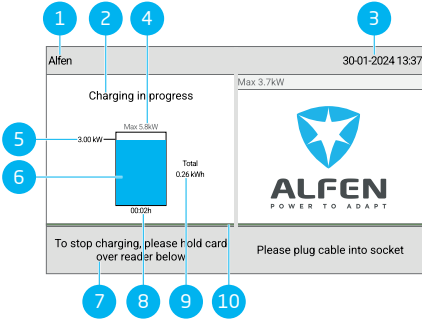 1
2
4
3
Alfen
30-01-2024 13:37
Charging in progress
Max 3.7kW
Max 5.8kW
5
3.00 kW
6
Total
0.26 kWh
ALFEN
POWER TO ADAPT
00:02h
To stop charging, please hold card
over reader below
Please plug cable into socket
7
8
9
10